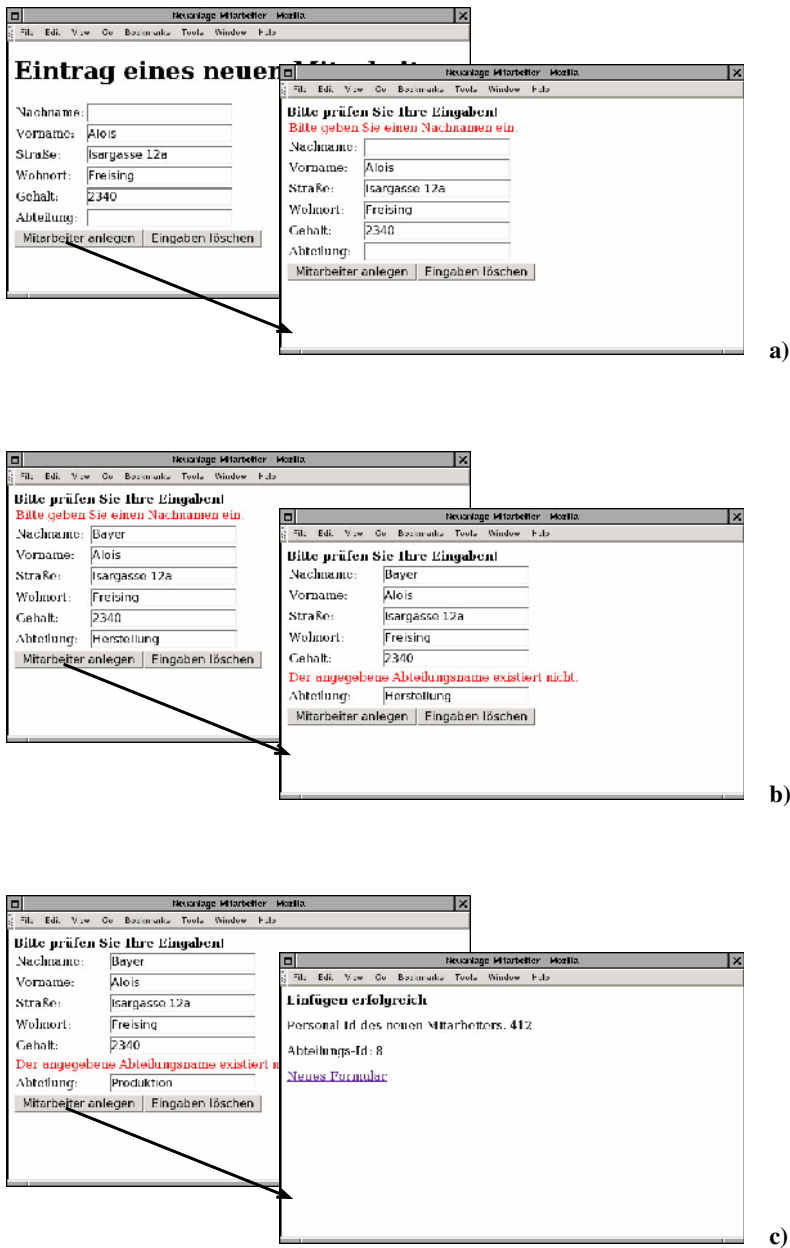 Neuanlage Mitarbeiter - Mozilla
File Edit View Go Bookmarks Tools Window Help
Eintrag eines neuen
Nachname:
Vorname: Alois
Straße: Isargasse 12a
Wohnort: Freising
Gehalt: 2340
Abteilung:
Mitarbeiter anlegen Eingaben löschen
Neuanlage Mitarbeiter - Mozilla
File Edit View Go Bookmarks Tools Window Help
Bitte prüfen Sie Ihre Eingaben!
Bitte geben Sie einen Nachnamen ein.
Nachname:
Vorname: Alois
Straße: Isargasse 12a
Wohnort: Freising
Gehalt: 2340
Abteilung:
Mitarbeiter anlegen Eingaben löschen
a)
Neuanlage Mitarbeiter - Mozilla
File Edit View Go Bookmarks Tools Window Help
Bitte prüfen Sie Ihre Eingaben!
Bitte geben Sie einen Nachnamen ein.
Nachname: Bayer
Vorname: Alois
Straße: Isargasse 12a
Wohnort: Freising
Gehalt: 2340
Abteilung: Herstellung
Mitarbeiter anlegen Eingaben löschen
Neuanlage Mitarbeiter - Mozilla
File Edit View Go Bookmarks Tools Window Help
Bitte prüfen Sie Ihre Eingaben!
Nachname: Bayer
Vorname: Alois
Straße: Isargasse 12a
Wohnort: Freising
Gehalt: 2340
Der angegebene Abteilungsname existiert nicht.
Abteilung: Herstellung
Mitarbeiter anlegen Eingaben löschen
b)
Neuanlage Mitarbeiter - Mozilla
File Edit View Go Bookmarks Tools Window Help
Bitte prüfen Sie Ihre Eingaben!
Nachname: Bayer
Vorname: Alois
Straße: Isargasse 12a
Wohnort: Freising
Gehalt: 2340
Der angegebene Abteilungsname existiert
Abteilung: Produktion
Mitarbeiter anlegen Eingaben löschen
Neuanlage Mitarbeiter - Mozilla
File Edit View Go Bookmarks Tools Window Help
Einfügen erfolgreich
Personal-Id des neuen Mitarbeiters: 412
Abteilungs-Id: 8
Neues Formular
c)